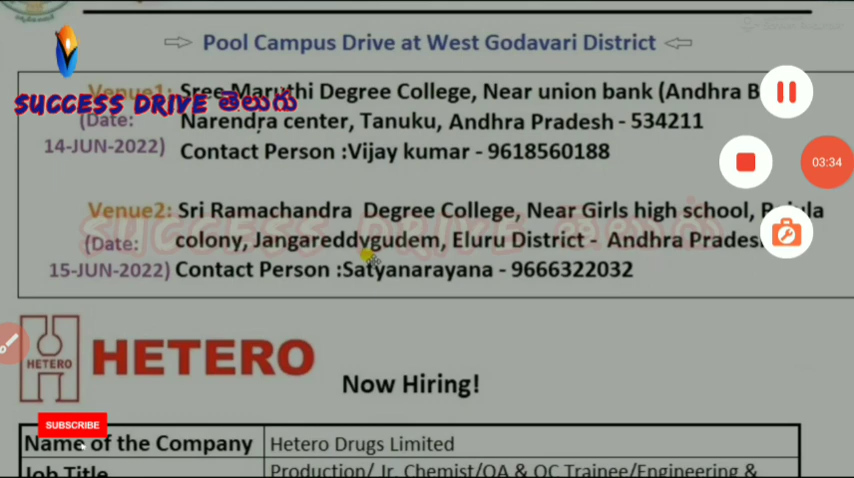 Pool Campus Drive at West Godavari District
Venue1: Sree Maruthi Degree College, Near union bank (Andhra B
SUCCESS DRIVE తెలుగు
(Date: Narendra center, Tanuku, Andhra Pradesh - 534211
14-JUN-2022) Contact Person :Vijay kumar - 9618560188
03:34
Venue2: Sri Ramachandra Degree College, Near Girls high school,
SUCCESS DRIVE తెలుగు
(Date: colony, Jangareddygudem, Eluru District - Andhra Prades
15-JUN-2022) Contact Person :Satyanarayana - 9666322032
HETERO
HETERO
Now Hiring!
SUBSCRIBE
Name of the Company Hetero Drugs Limited
Job Title Production/ Jr. Chemist/QA & QC Trainee/Engineering &